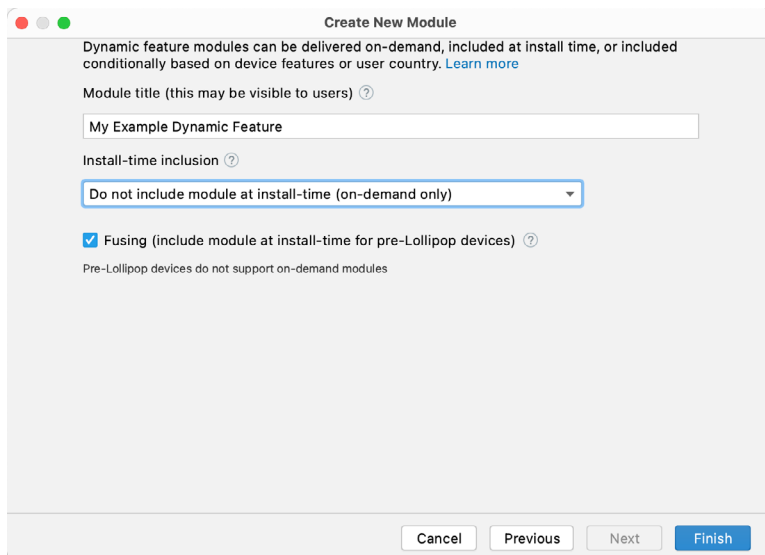 Create New Module
Dynamic feature modules can be delivered on-demand, included at install time, or included
conditionally based on device features or user country. Learn more
Module title (this may be visible to users) ?
My Example Dynamic Feature
Install-time inclusion ?
Do not include module at install-time (on-demand only)
Fusing (include module at install-time for pre-Lollipop devices) ?
Pre-Lollipop devices do not support on-demand modules
Cancel Previous Next Finish